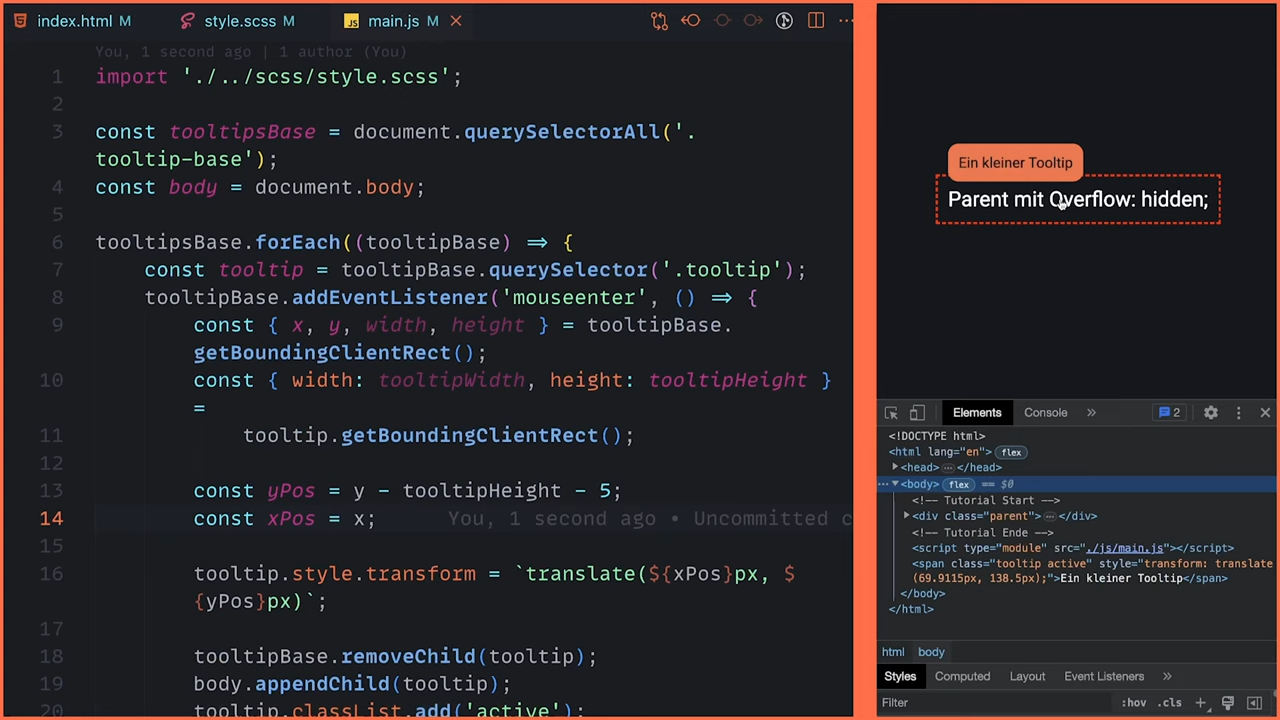 index.html M
style.scss M
JS main.js M
You, 1 second ago | 1 author (You)
1 import './../scss/style.scss';
2
3 const tooltipsBase = document.querySelectorAll('.
tooltip-base');
4 const body = document.body;
5
6 tooltipsBase.forEach((tooltipBase) => {
7 const tooltip = tooltipBase.querySelector('.tooltip');
8 tooltipBase.addEventListener('mouseenter', () => {
9 const { x, y, width, height } = tooltipBase.
getBoundingClientRect();
10 const { width: tooltipWidth, height: tooltipHeight }
=
11 tooltip.getBoundingClientRect();
12
13 const yPos = y - tooltipHeight - 5;
14 const xPos = x; You, 1 second ago • Uncommitted c
15
16 tooltip.style.transform = `translate(${xPos}px, $
{yPos}px)`;
17
18 tooltipBase.removeChild(tooltip);
19 body.appendChild(tooltip);
20 tooltip.classList.add('active');
Ein kleiner Tooltip
Parent mit Overflow: hidden;
Elements Console » 2
<!DOCTYPE html>
<html lang="en"> flex
<head> … </head>
… <body> flex == $0
<!-- Tutorial Start -->
<div class="parent"> … </div>
<!-- Tutorial Ende -->
<script type="module" src="./js/main.js"></script>
<span class="tooltip active" style="transform: translate
(69.9115px, 138.5px);">Ein kleiner Tooltip</span>
</body>
</html>
html body
Styles Computed Layout Event Listeners »
Filter :hov .cls +